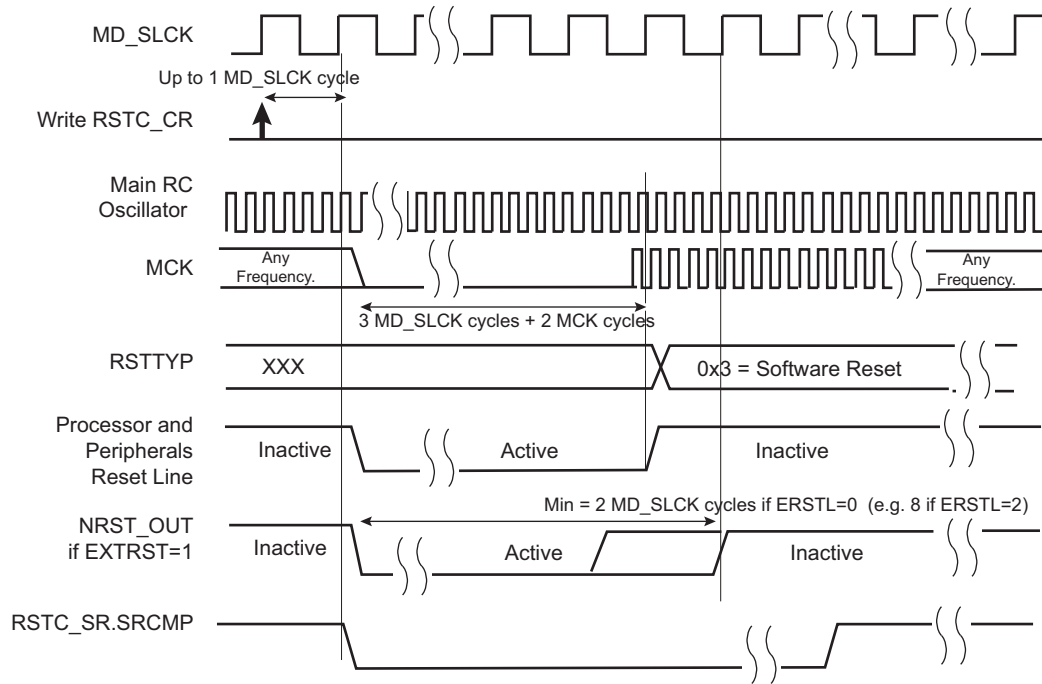 MD_SLCK
Up to 1 MD_SLCK cycle
Write RSTC_CR
Main RC
Oscillator
MCK
Any
Frequency.
Any
Frequency.
3 MD_SLCK cycles + 2 MCK cycles
RSTTYP
XXX
0x3 = Software Reset
Processor and
Peripherals
Reset Line
Inactive
Active
Inactive
Min = 2 MD_SLCK cycles if ERSTL=0 (e.g. 8 if ERSTL=2)
NRST_OUT
if EXTRST=1
Inactive
Active
Inactive
RSTC_SR.SRCMP